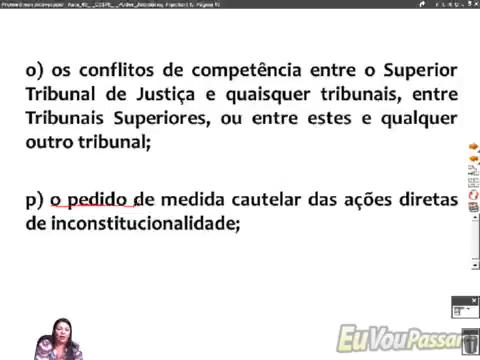 o) os conflitos de competência entre o Superior
Tribunal de Justiça e quaisquer tribunais, entre
Tribunais Superiores, ou entre estes e qualquer
outro tribunal;
p) o pedido de medida cautelar das ações diretas
de inconstitucionalidade;
EuVouPassar